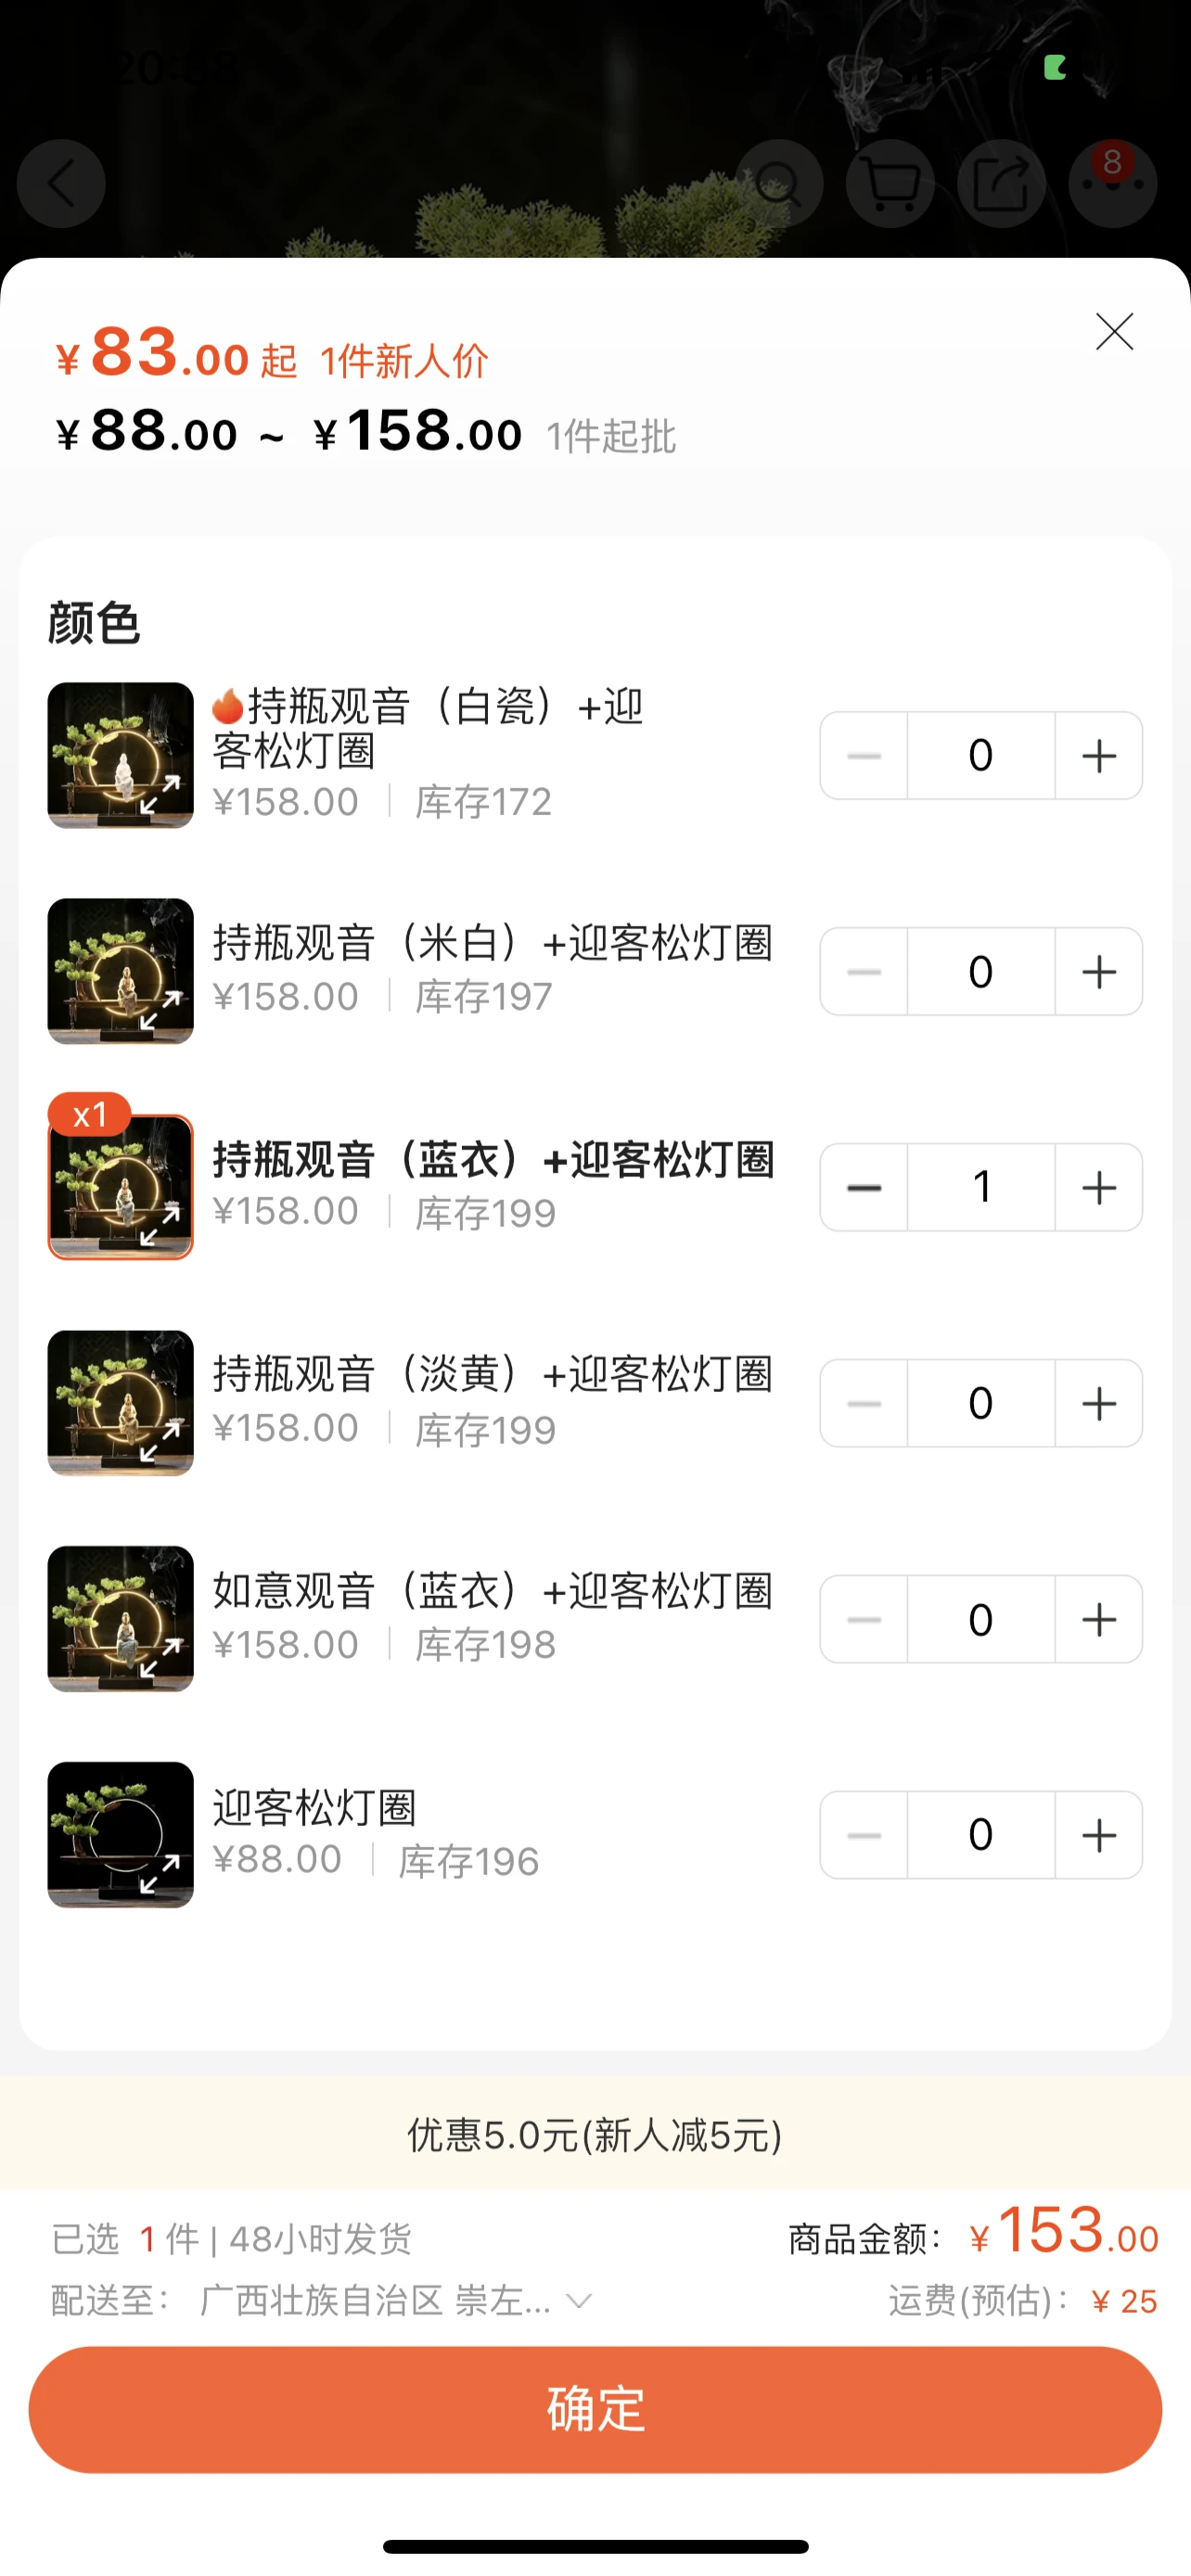 8
¥83.00起 1件新人价
¥88.00 ~ ¥158.00 1件起批
颜色
🔥持瓶观音（白瓷）+迎
客松灯圈
¥158.00 | 库存172
0
持瓶观音（米白）+迎客松灯圈
¥158.00 | 库存197
0
x1
持瓶观音（蓝衣）+迎客松灯圈
¥158.00 | 库存199
1
持瓶观音（淡黄）+迎客松灯圈
¥158.00 | 库存199
0
如意观音（蓝衣）+迎客松灯圈
¥158.00 | 库存198
0
迎客松灯圈
¥88.00 | 库存196
0
优惠5.0元(新人减5元)
已选 1 件 | 48小时发货
商品金额：¥153.00
配送至： 广西壮族自治区 崇左...
运费(预估)：¥ 25
确定